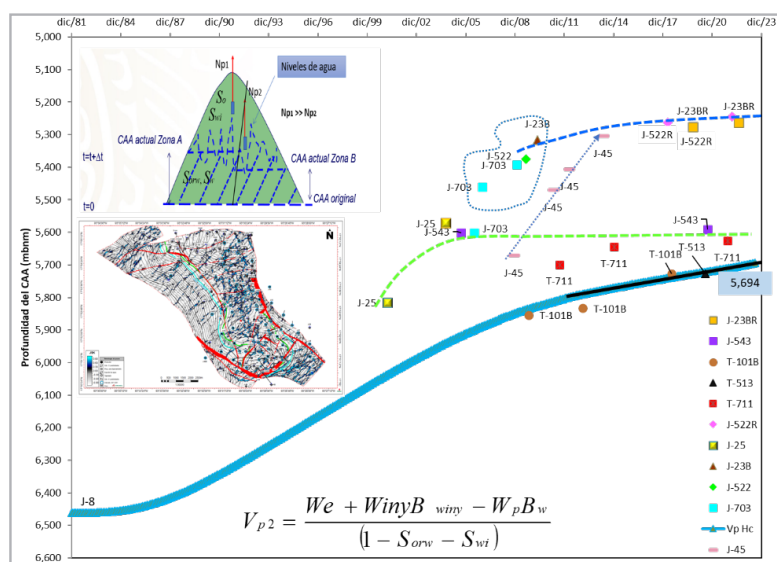 dic/81 dic/84 dic/87 dic/90 dic/93 dic/96 dic/99 dic/02 dic/05 dic/08 dic/11 dic/14 dic/17 dic/20 dic/23
Profundidad del CAA (mbnm)
5,000
5,100
5,200
5,300
5,400
5,500
5,600
5,700
5,800
5,900
6,000
6,100
6,200
6,300
6,400
6,500
6,600
Np1
Niveles de agua
So
Swi
Np2
Np1 >> Np2
CAA actual Zona A
t=t+Δt
CAA actual Zona B
Sorw, Swi
CAA original
t=0
N
J-23B
J-522
J-703
J-703
J-23BR
J-23BR
J-522R
J-522R
J-45
J-45
J-45
J-45
J-25
J-543
J-703
J-25
J-543
T-711
T-711
T-711
T-101B
T-513
T-101B
T-101B
5,694
J-8
J-23BR
J-543
T-101B
T-513
T-711
J-522R
J-25
J-23B
J-522
J-703
Vp Hc
J-45
Vp2 = (We + WinyB winy − WpBw) / (1 − Sorw − Swi)